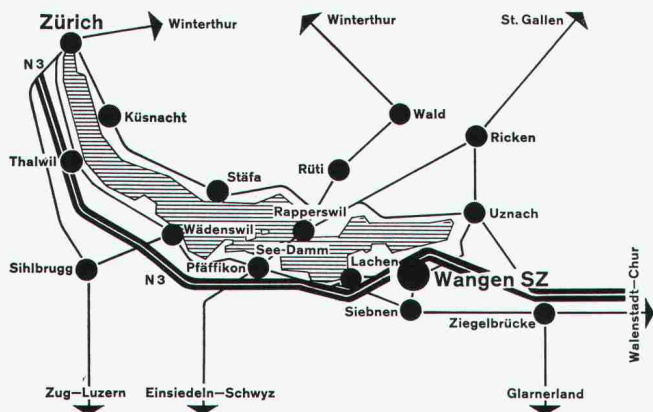 Zürich
Winterthur
Winterthur
St. Gallen
N 3
Küsnacht
Wald
Ricken
Thalwil
Rüti
Stäfa
Rapperswil
Uznach
Wädenswil
See-Damm
Sihlbrugg
Pfäffikon
Lachen
N 3
Wangen SZ
Siebnen
Ziegelbrücke
Walenstadt–Chur
Zug–Luzern
Einsiedeln–Schwyz
Glarnerland